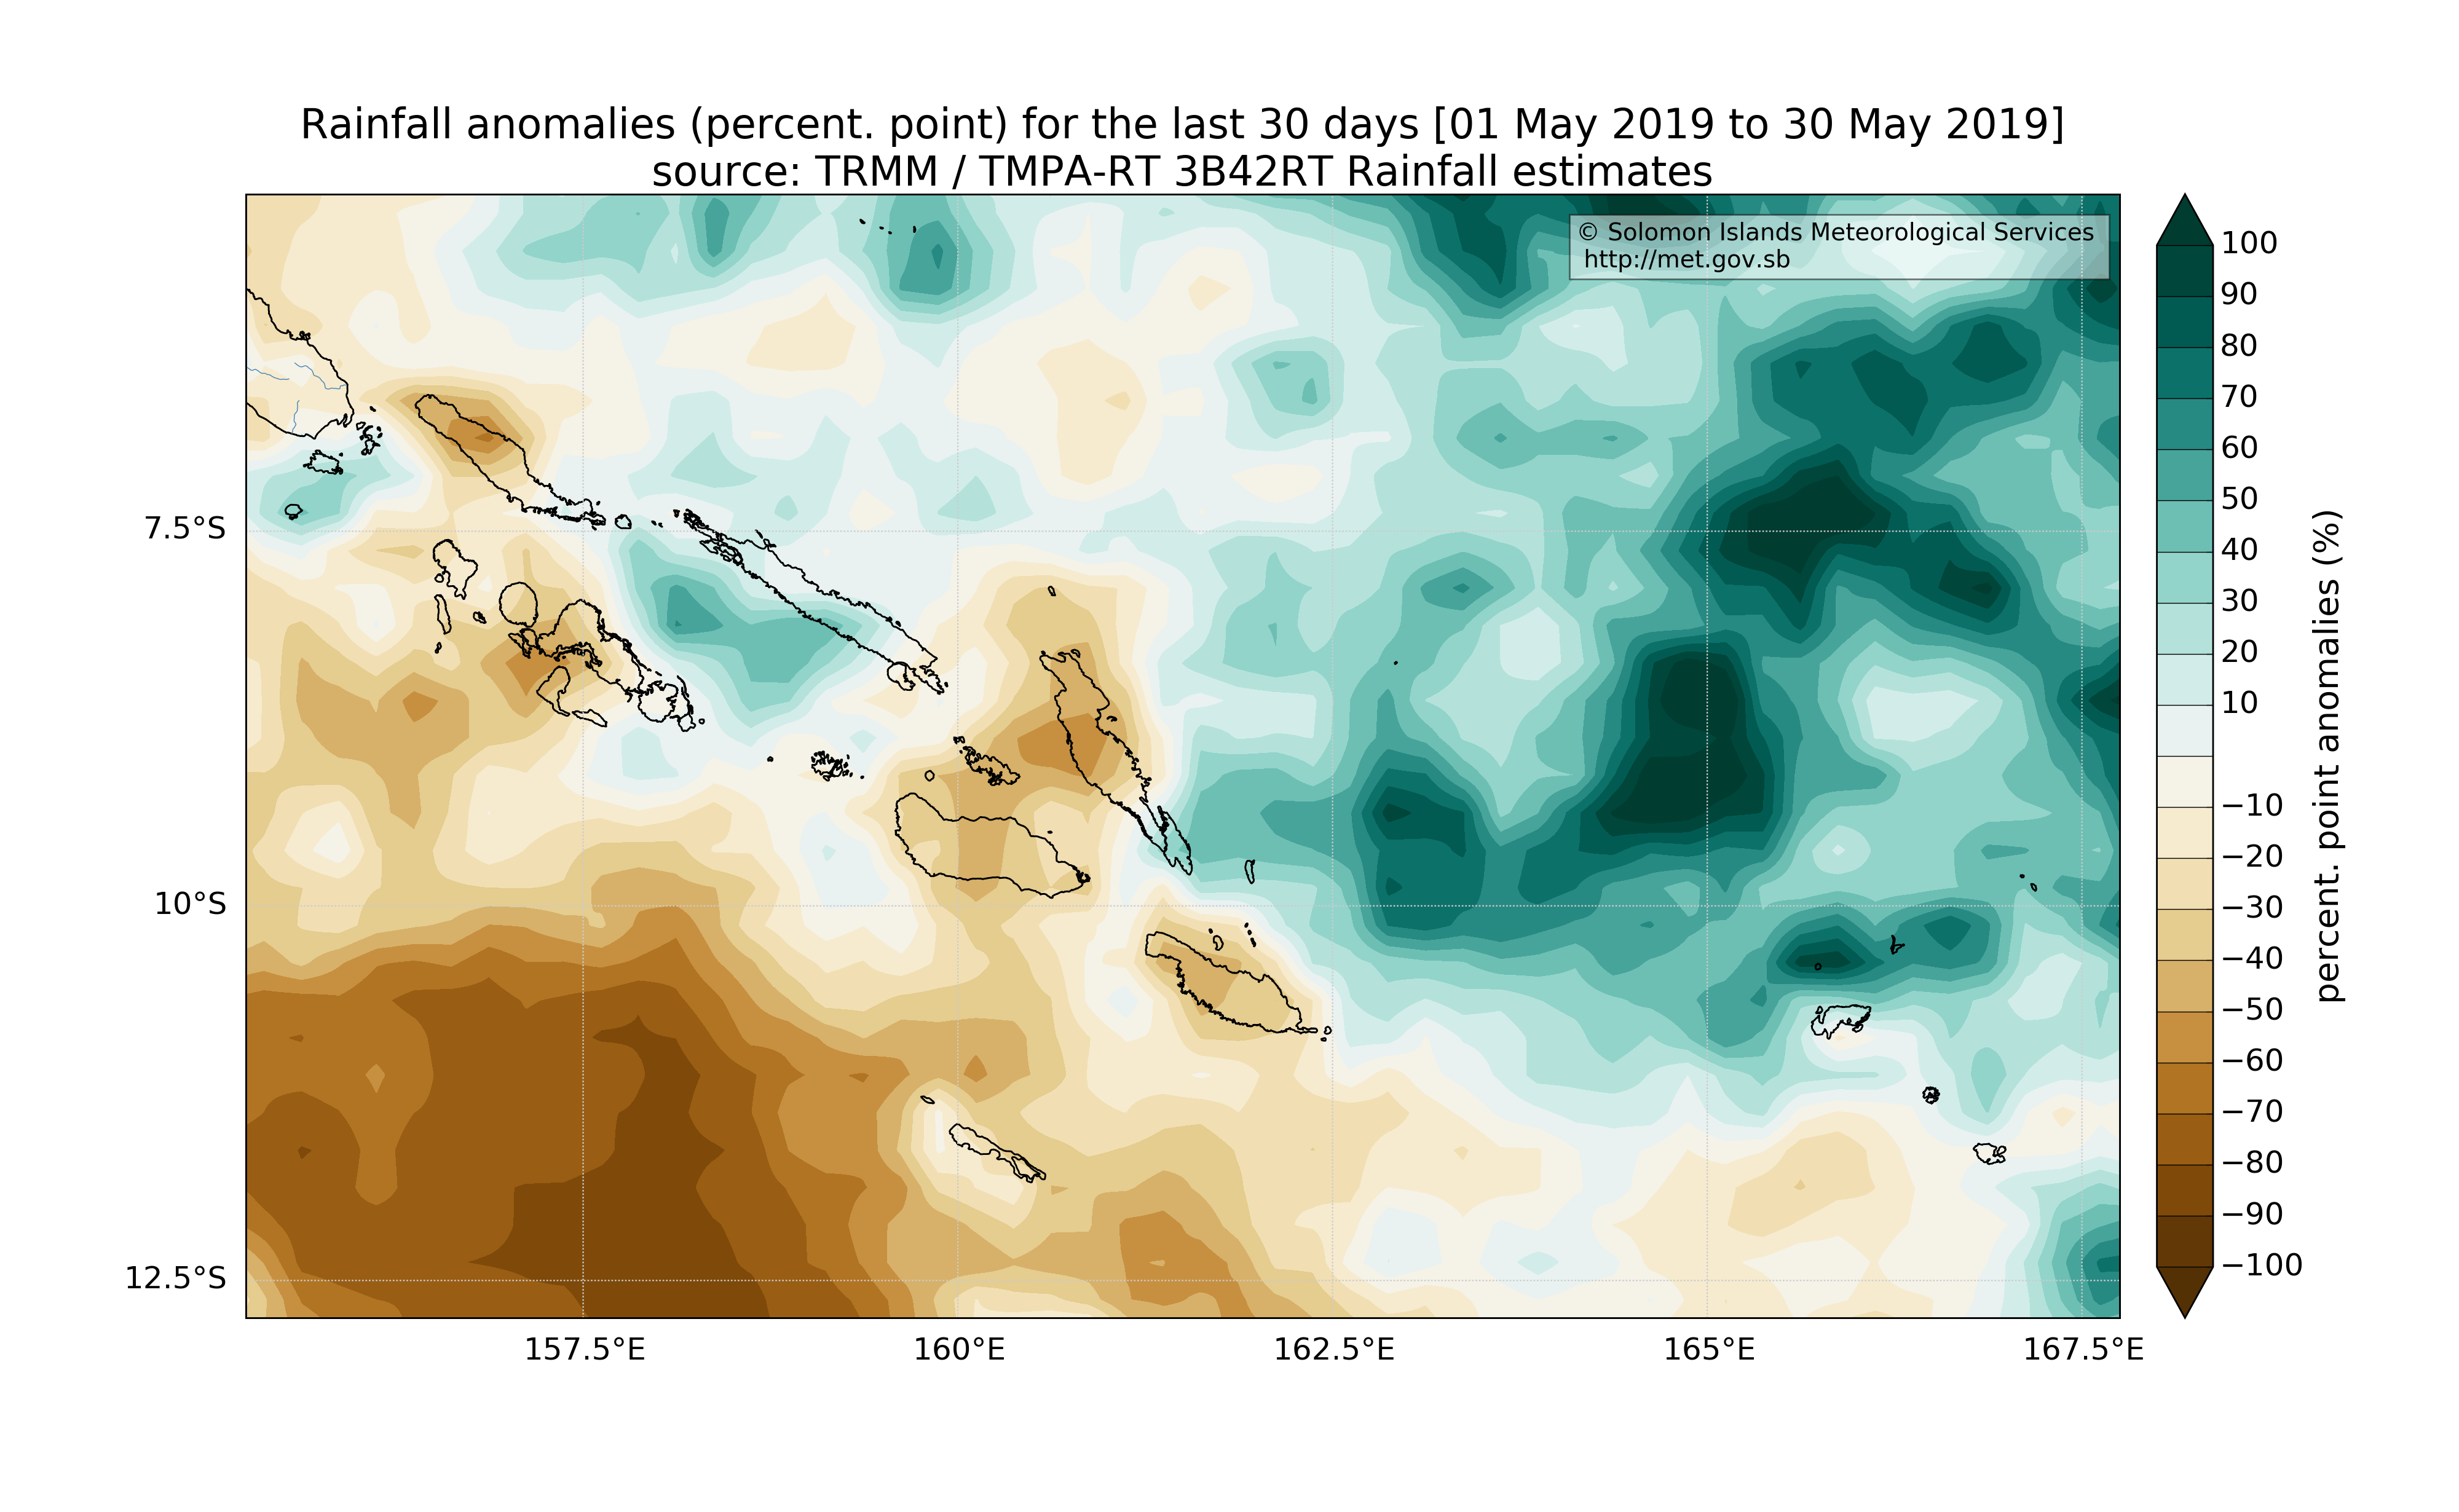 Rainfall anomalies (percent. point) for the last 30 days [01 May 2019 to 30 May 2019]
source: TRMM / TMPA-RT 3B42RT Rainfall estimates
© Solomon Islands Meteorological Services
http://met.gov.sb
7.5°S
10°S
12.5°S
157.5°E
160°E
162.5°E
165°E
167.5°E
100
90
80
70
60
50
40
30
20
10
−10
−20
−30
−40
−50
−60
−70
−80
−90
−100
percent. point anomalies (%)